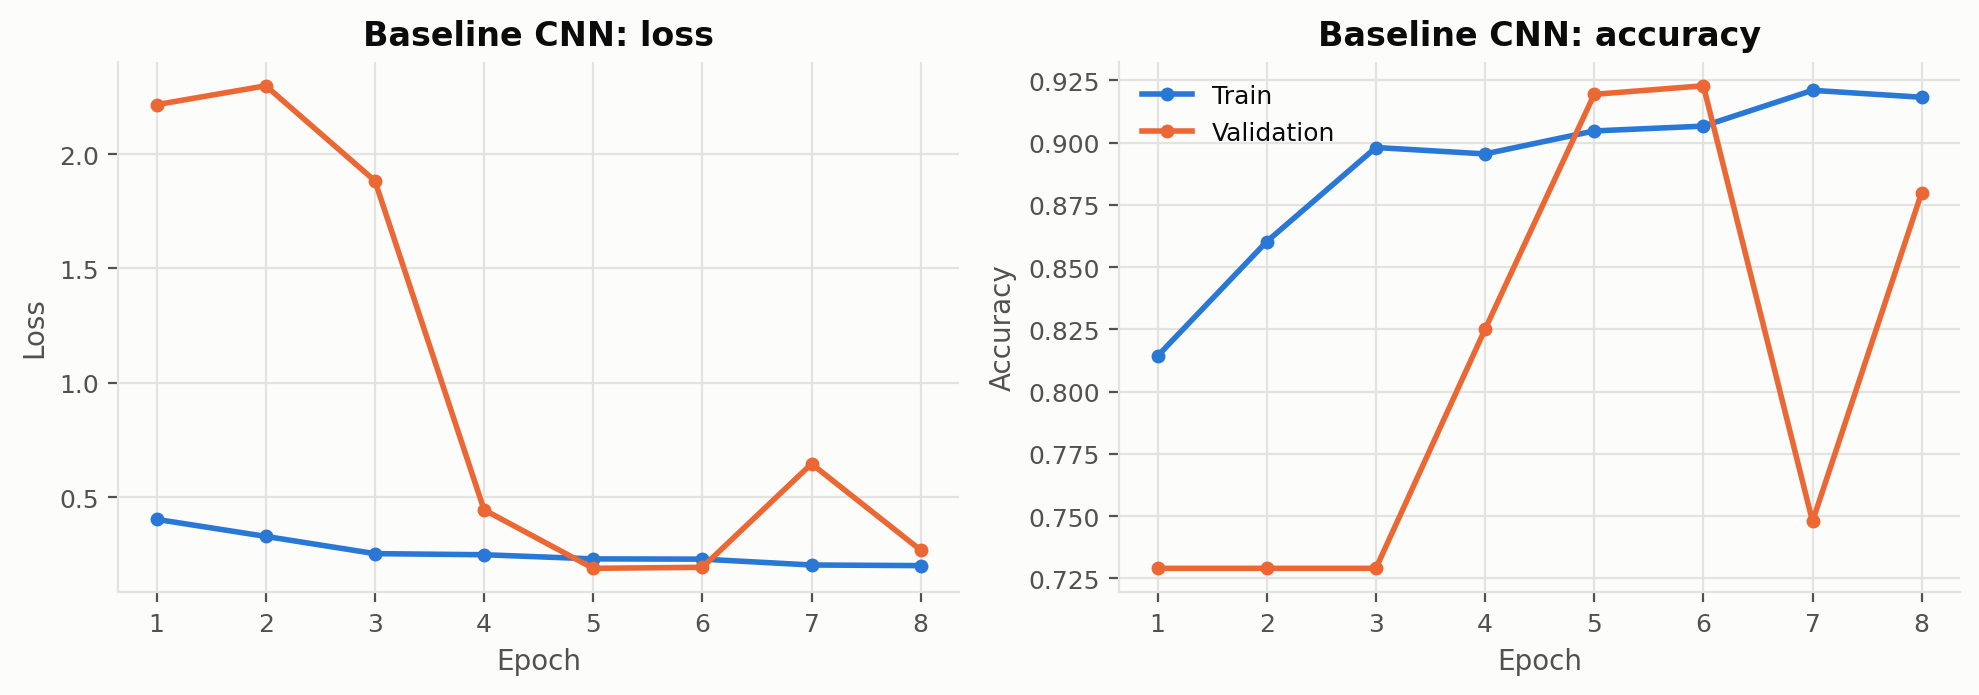 Baseline CNN: loss
Loss
2.0
1.5
1.0
0.5
1 2 3 4 5 6 7 8
Epoch
Baseline CNN: accuracy
Train
Validation
Accuracy
0.925
0.900
0.875
0.850
0.825
0.800
0.775
0.750
0.725
1 2 3 4 5 6 7 8
Epoch